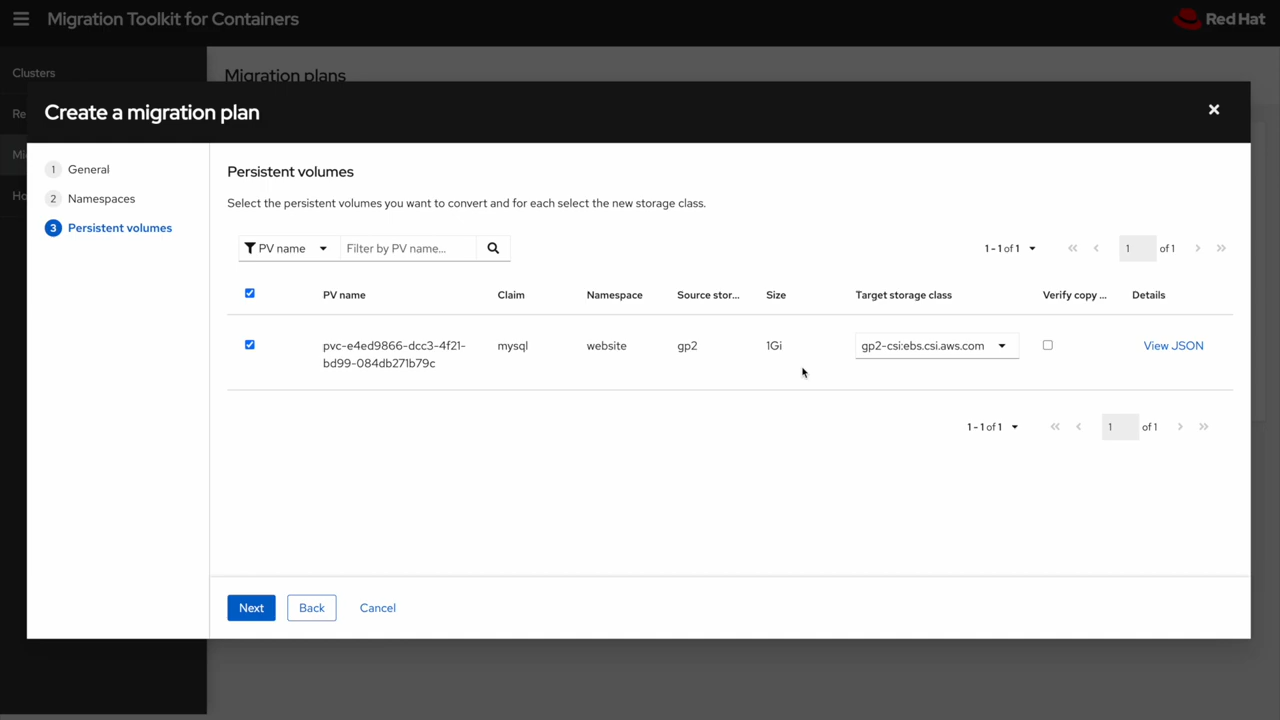 Migration Toolkit for Containers
Red Hat
Clusters
Migration plans
Re
Mi
Ho
Create a migration plan
1 General
2 Namespaces
3 Persistent volumes
Persistent volumes
Select the persistent volumes you want to convert and for each select the new storage class.
PV name
Filter by PV name...
1 - 1 of 1
1 of 1
PV name Claim Namespace Source stor... Size Target storage class Verify copy ... Details
pvc-e4ed9866-dcc3-4f21-
bd99-084db271b79c
mysql website gp2 1Gi gp2-csi:ebs.csi.aws.com View JSON
1 - 1 of 1
1 of 1
Next Back Cancel